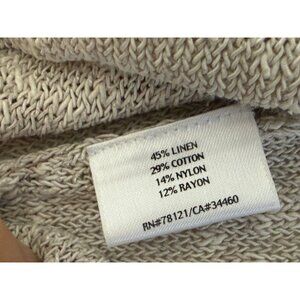 45% LINEN
29% COTTON
14% NYLON
12% RAYON
RN#78121/CA#34460